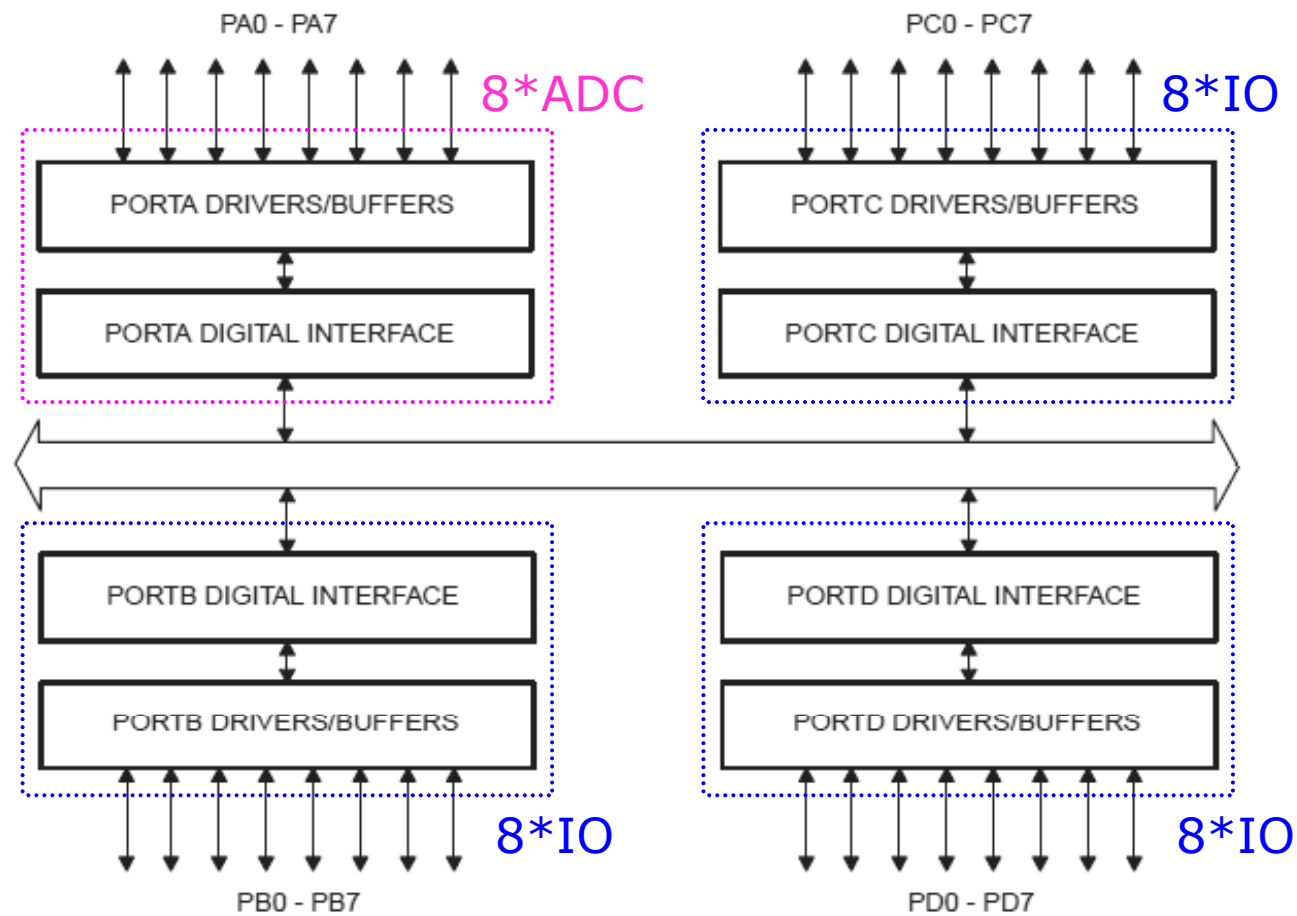 PA0 - PA7
PC0 - PC7
8*ADC
8*IO
PORTA DRIVERS/BUFFERS
PORTC DRIVERS/BUFFERS
PORTA DIGITAL INTERFACE
PORTC DIGITAL INTERFACE
PORTB DIGITAL INTERFACE
PORTD DIGITAL INTERFACE
PORTB DRIVERS/BUFFERS
PORTD DRIVERS/BUFFERS
8*IO
8*IO
PB0 - PB7
PD0 - PD7